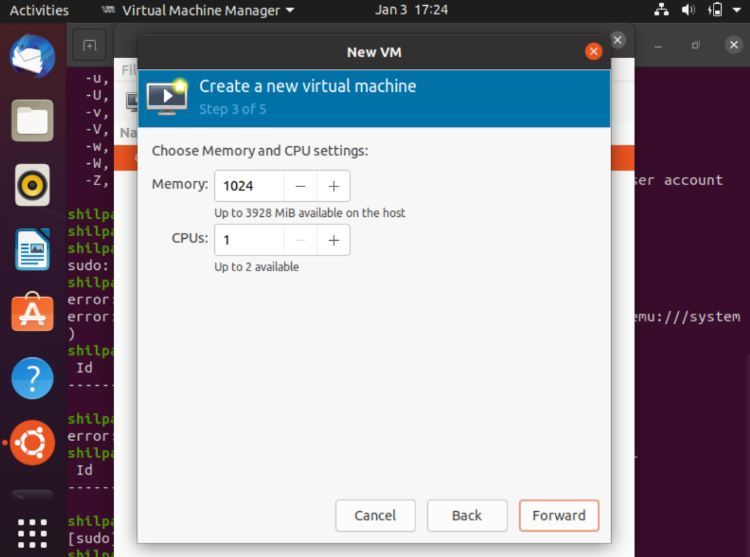 Activities
Virtual Machine Manager
Jan 3 17:24
New VM
Create a new virtual machine
Step 3 of 5
Choose Memory and CPU settings:
Memory: 1024 − +
Up to 3928 MiB available on the host
CPUs: 1 − +
Up to 2 available
Cancel Back Forward
Fil
Na
-u,
-U,
-v,
-V,
-w,
-W,
-Z, ser account
shilpa
shilpa
shilpa
sudo:
shilpa
error:
error: emu:///system
)
shilpa
Id
------
shilpa
error:
shilpa
Id
------
shilpa
[sudo]
shilpa